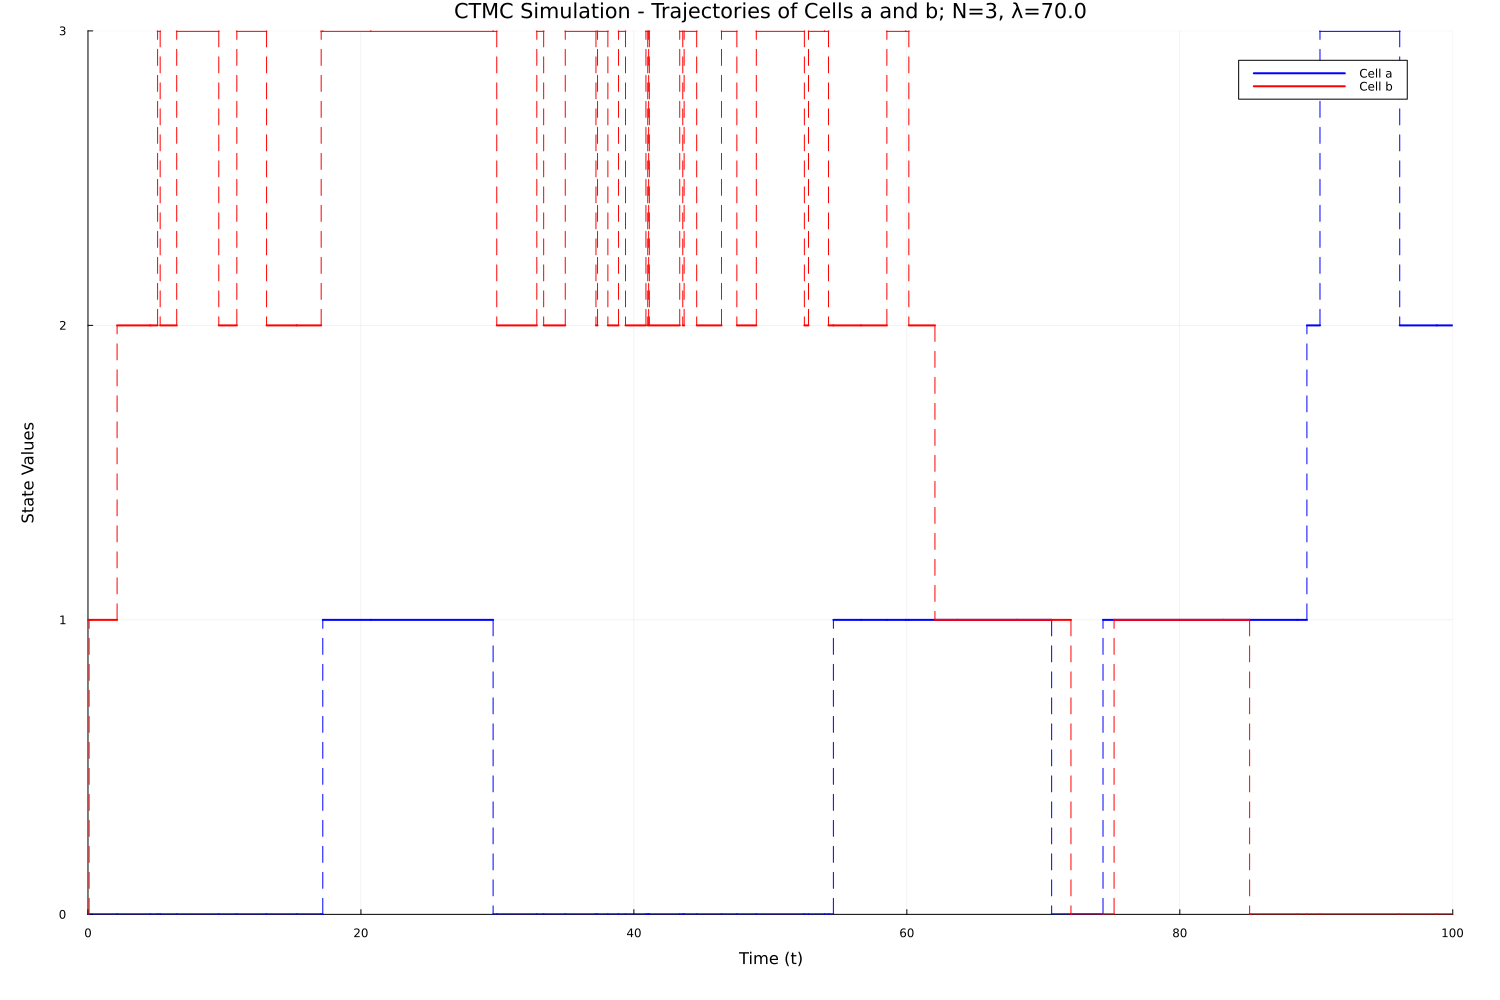 CTMC Simulation - Trajectories of Cells a and b; N=3, λ=70.0
3
Cell a
Cell b
2
State Values
1
0
0 20 40 60 80 100
Time (t)